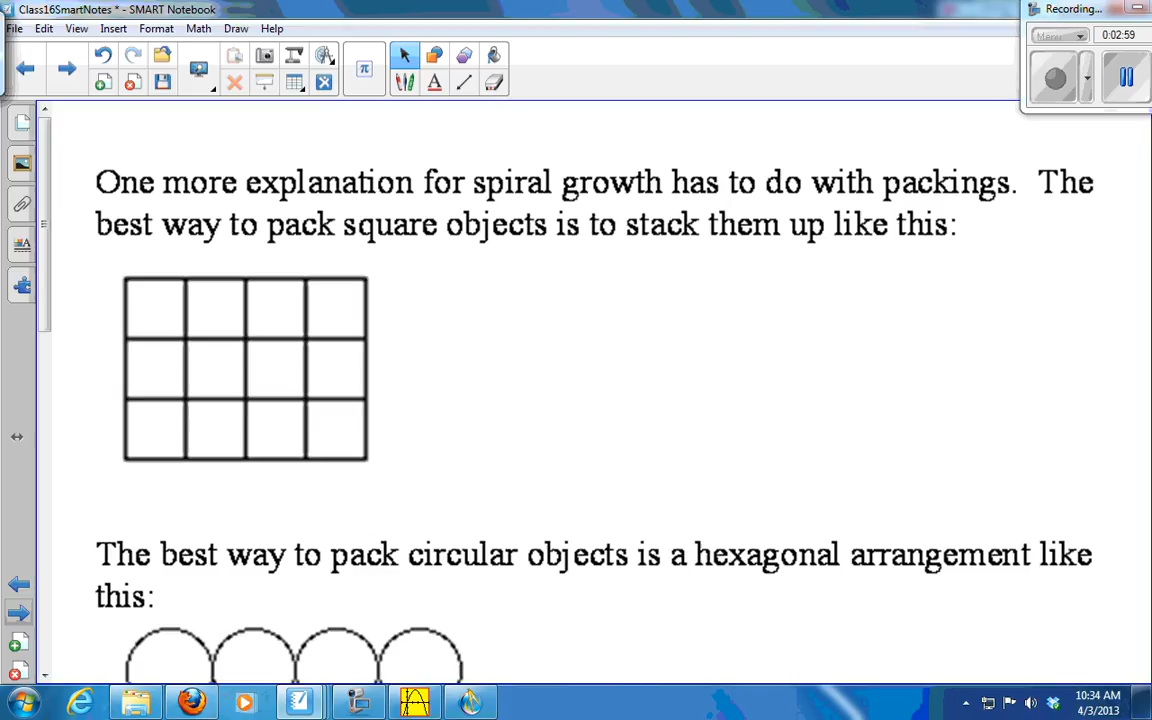 Class16SmartNotes * - SMART Notebook
Recording...
File Edit View Insert Format Math Draw Help
Menu
0:02:59
π
A
One more explanation for spiral growth has to do with packings. The
best way to pack square objects is to stack them up like this:
The best way to pack circular objects is a hexagonal arrangement like
this:
10:34 AM
4/3/2013